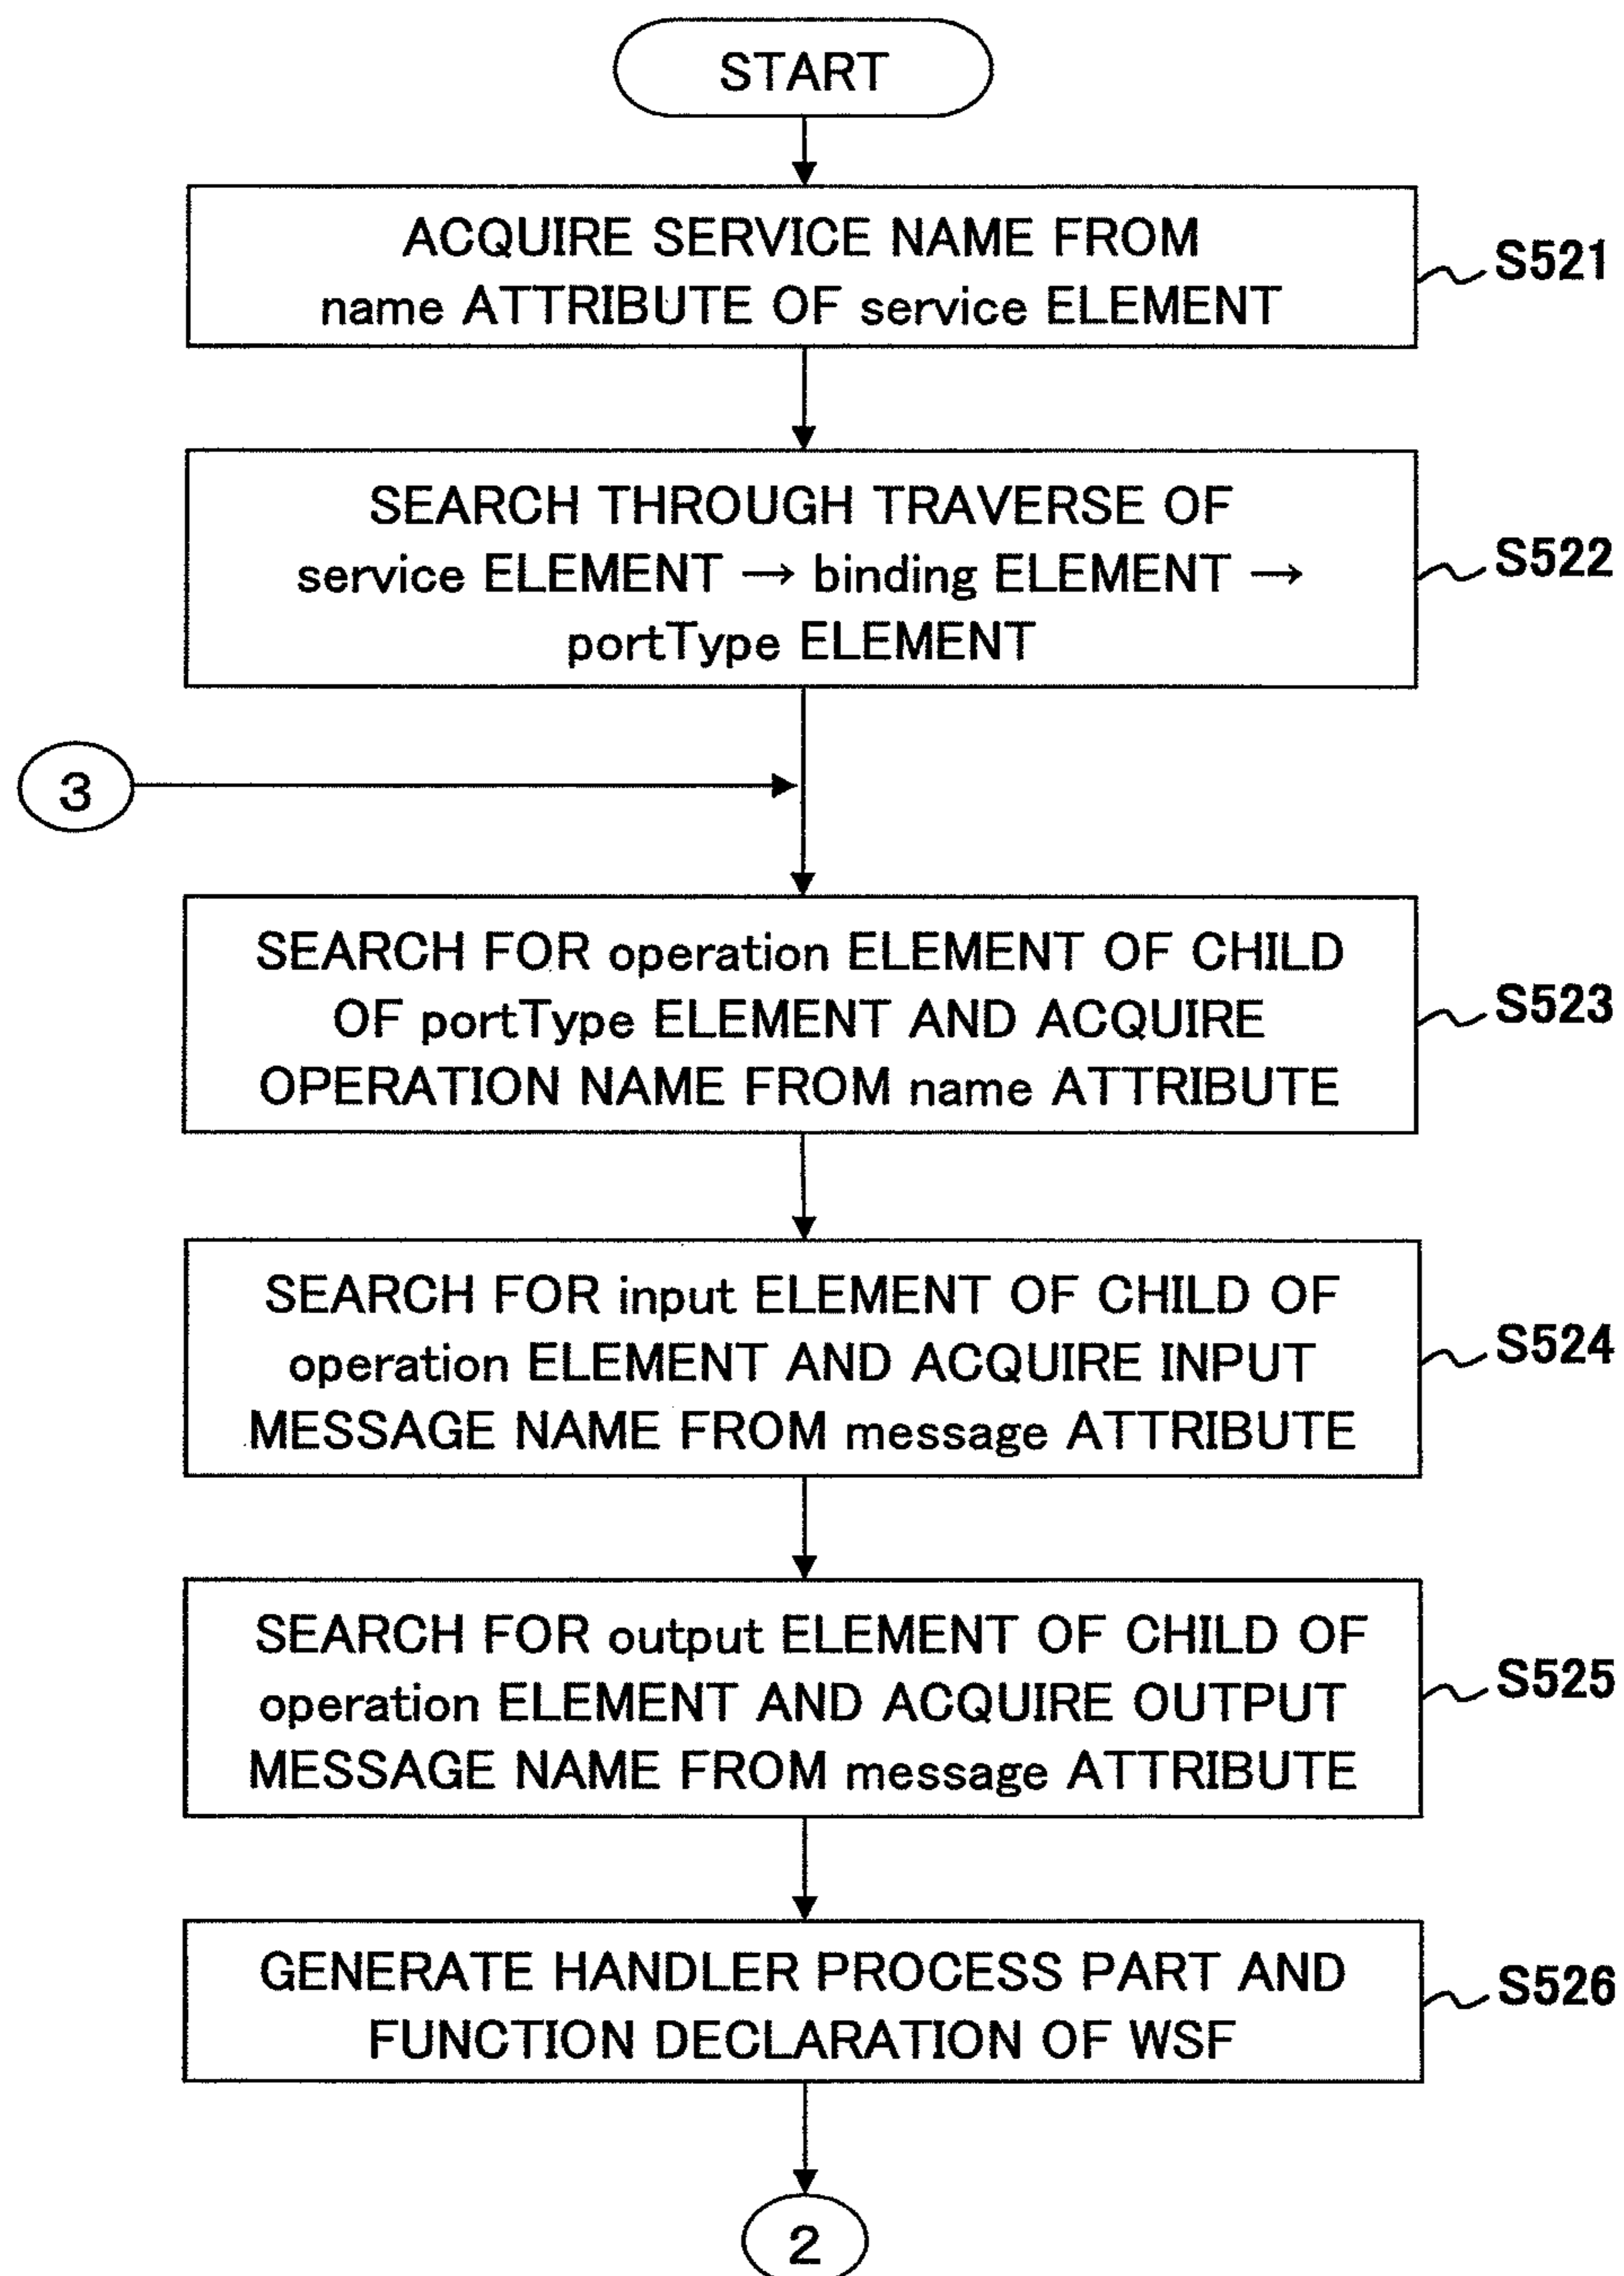 START
ACQUIRE SERVICE NAME FROM
name ATTRIBUTE OF service ELEMENT
S521
SEARCH THROUGH TRAVERSE OF
service ELEMENT → binding ELEMENT →
portType ELEMENT
S522
3
SEARCH FOR operation ELEMENT OF CHILD
OF portType ELEMENT AND ACQUIRE
OPERATION NAME FROM name ATTRIBUTE
S523
SEARCH FOR input ELEMENT OF CHILD OF
operation ELEMENT AND ACQUIRE INPUT
MESSAGE NAME FROM message ATTRIBUTE
S524
SEARCH FOR output ELEMENT OF CHILD OF
operation ELEMENT AND ACQUIRE OUTPUT
MESSAGE NAME FROM message ATTRIBUTE
S525
GENERATE HANDLER PROCESS PART AND
FUNCTION DECLARATION OF WSF
S526
2